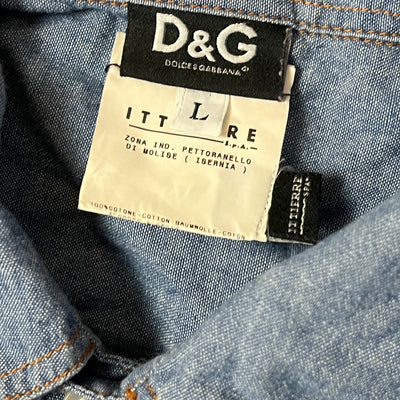 D&G
DOLCE&GABBANA
L
ITT RE
S.p.A.
ZONA IND. PETTORANELLO
DI MOLISE ( ISERNIA )
ITTIERRE
100%COTONE-COTTON-BAUMWOLLE-COTON